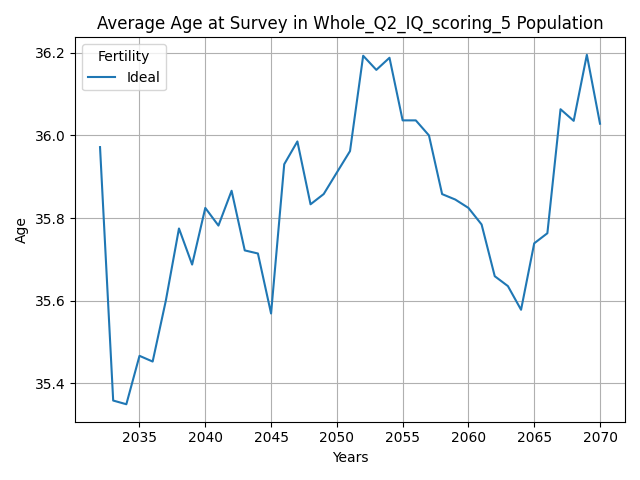 Average Age at Survey in Whole_Q2_IQ_scoring_5 Population
Fertility
Ideal
36.2
36.0
35.8
35.6
35.4
Age
2035 2040 2045 2050 2055 2060 2065 2070
Years